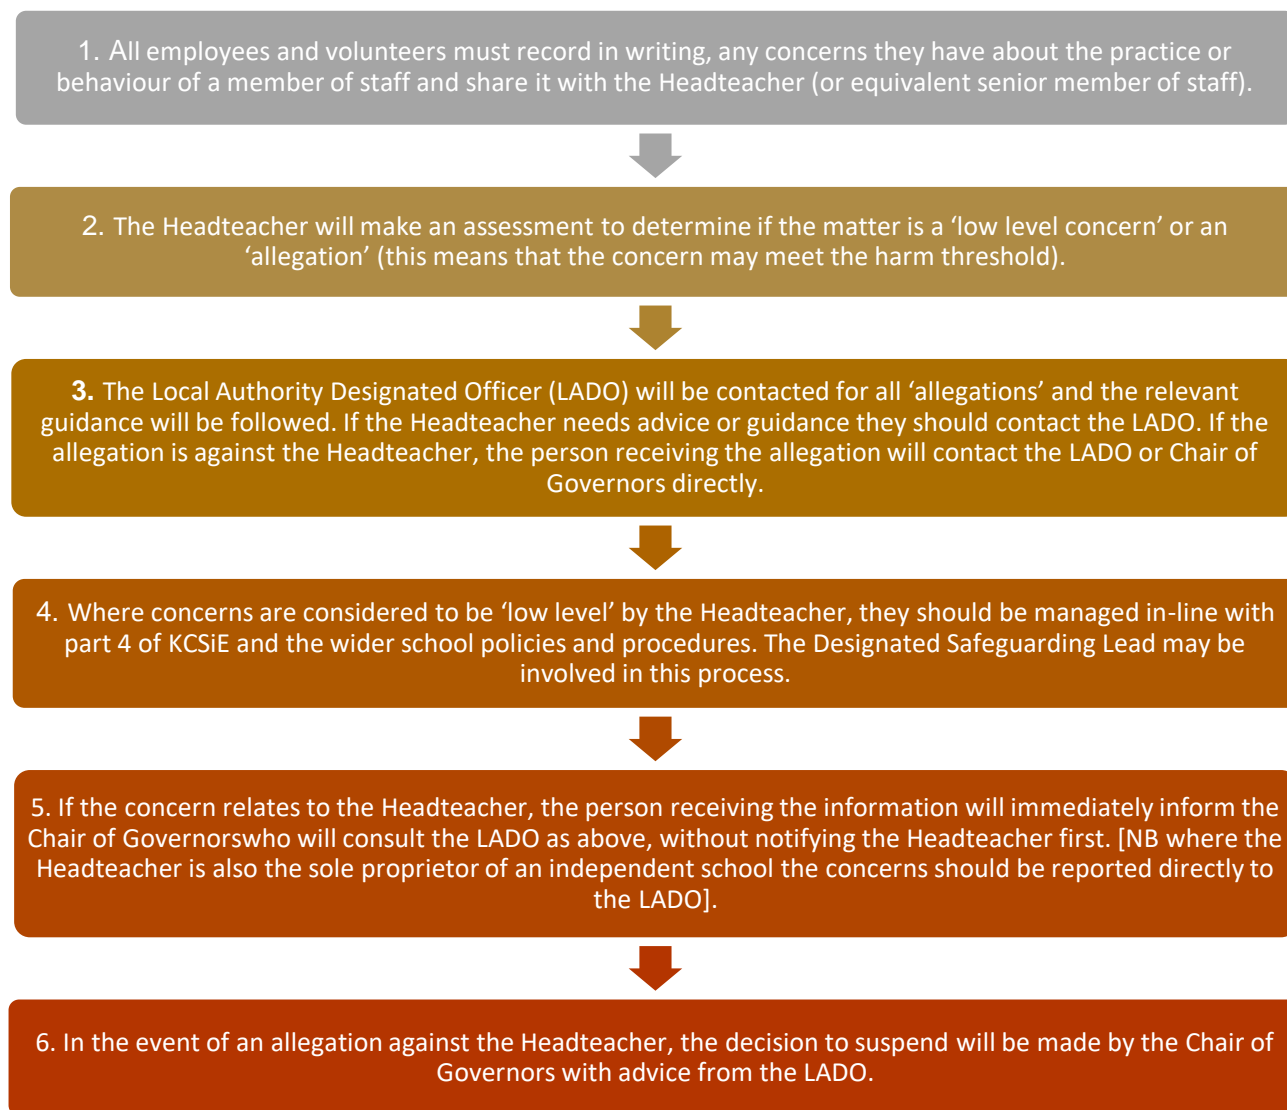 1. All employees and volunteers must record in writing, any concerns they have about the practice or
behaviour of a member of staff and share it with the Headteacher (or equivalent senior member of staff).
2. The Headteacher will make an assessment to determine if the matter is a ‘low level concern’ or an
‘allegation’ (this means that the concern may meet the harm threshold).
3. The Local Authority Designated Officer (LADO) will be contacted for all ‘allegations’ and the relevant
guidance will be followed. If the Headteacher needs advice or guidance they should contact the LADO. If the
allegation is against the Headteacher, the person receiving the allegation will contact the LADO or Chair of
Governors directly.
4. Where concerns are considered to be ‘low level’ by the Headteacher, they should be managed in-line with
part 4 of KCSiE and the wider school policies and procedures. The Designated Safeguarding Lead may be
involved in this process.
5. If the concern relates to the Headteacher, the person receiving the information will immediately inform the
Chair of Governorswho will consult the LADO as above, without notifying the Headteacher first. [NB where the
Headteacher is also the sole proprietor of an independent school the concerns should be reported directly to
the LADO].
6. In the event of an allegation against the Headteacher, the decision to suspend will be made by the Chair of
Governors with advice from the LADO.